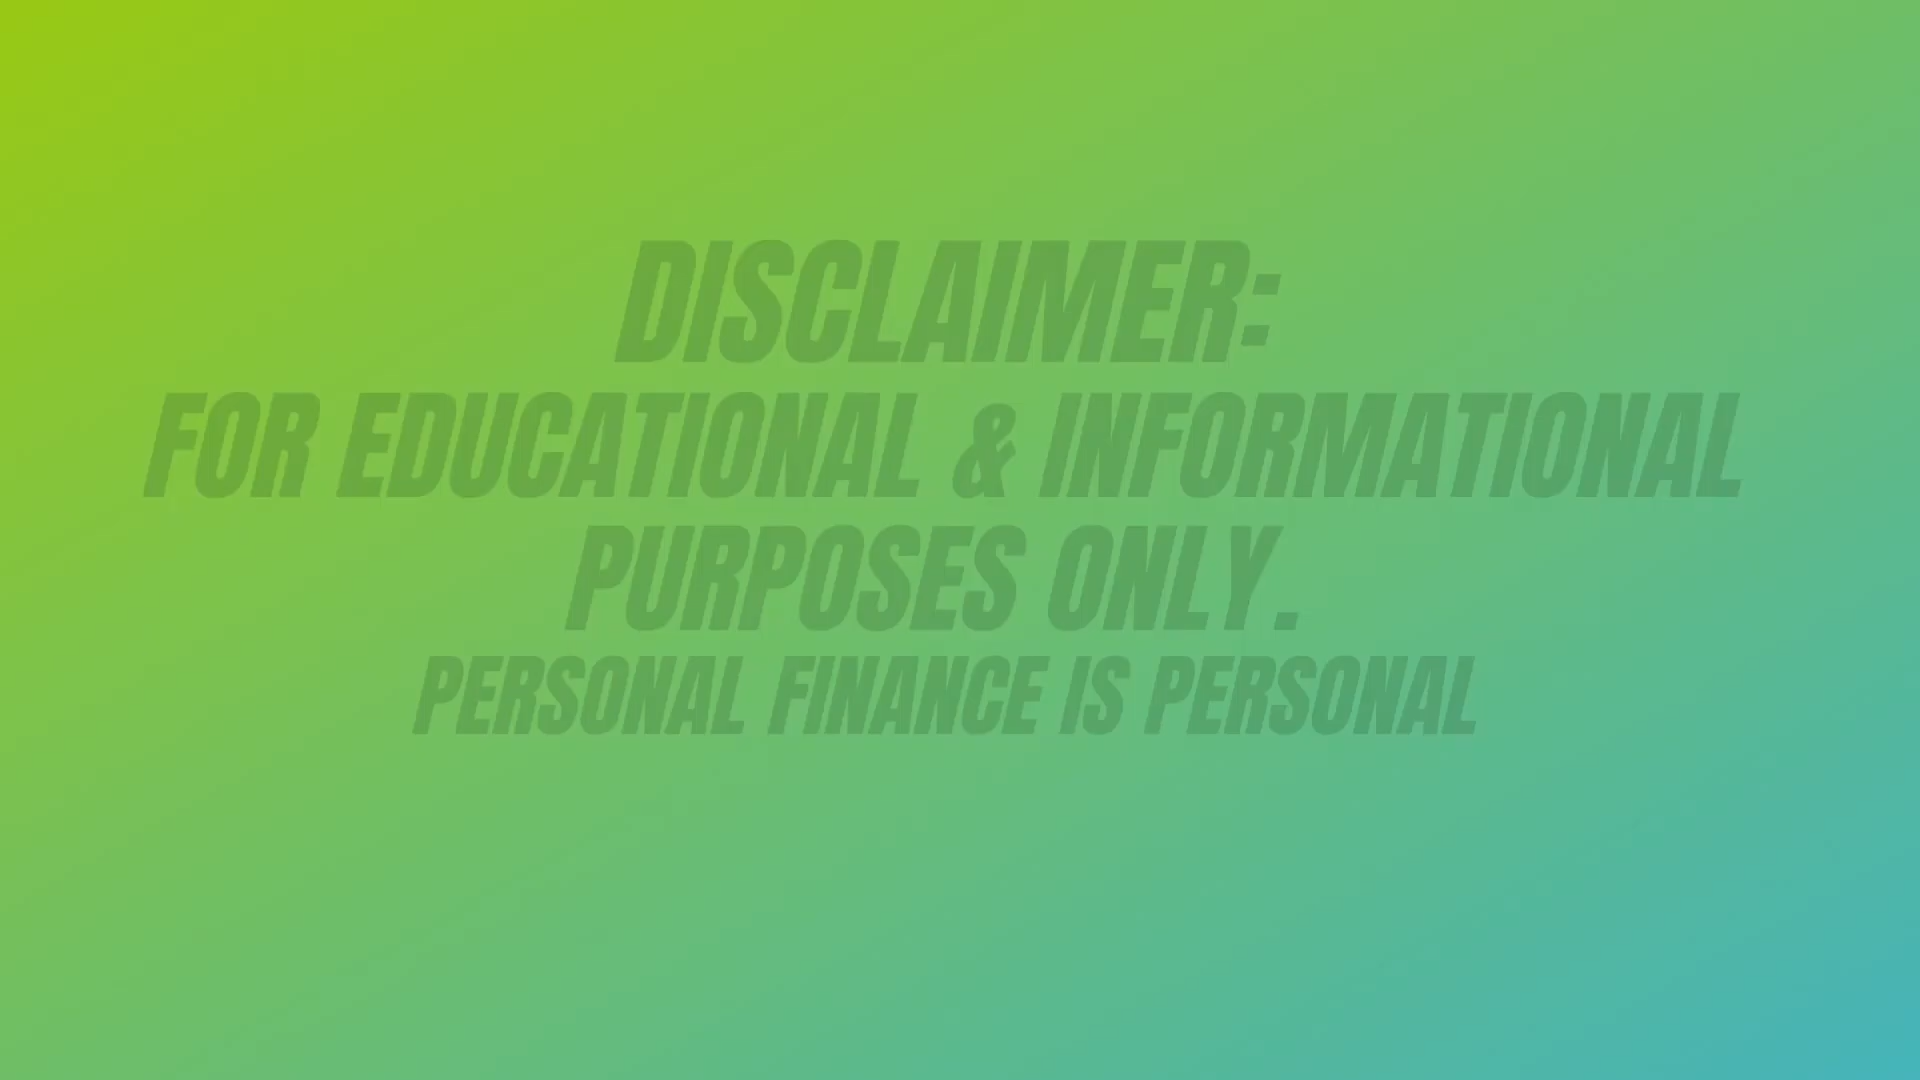 DISCLAIMER:
FOR EDUCATIONAL & INFORMATIONAL
PURPOSES ONLY.
PERSONAL FINANCE IS PERSONAL